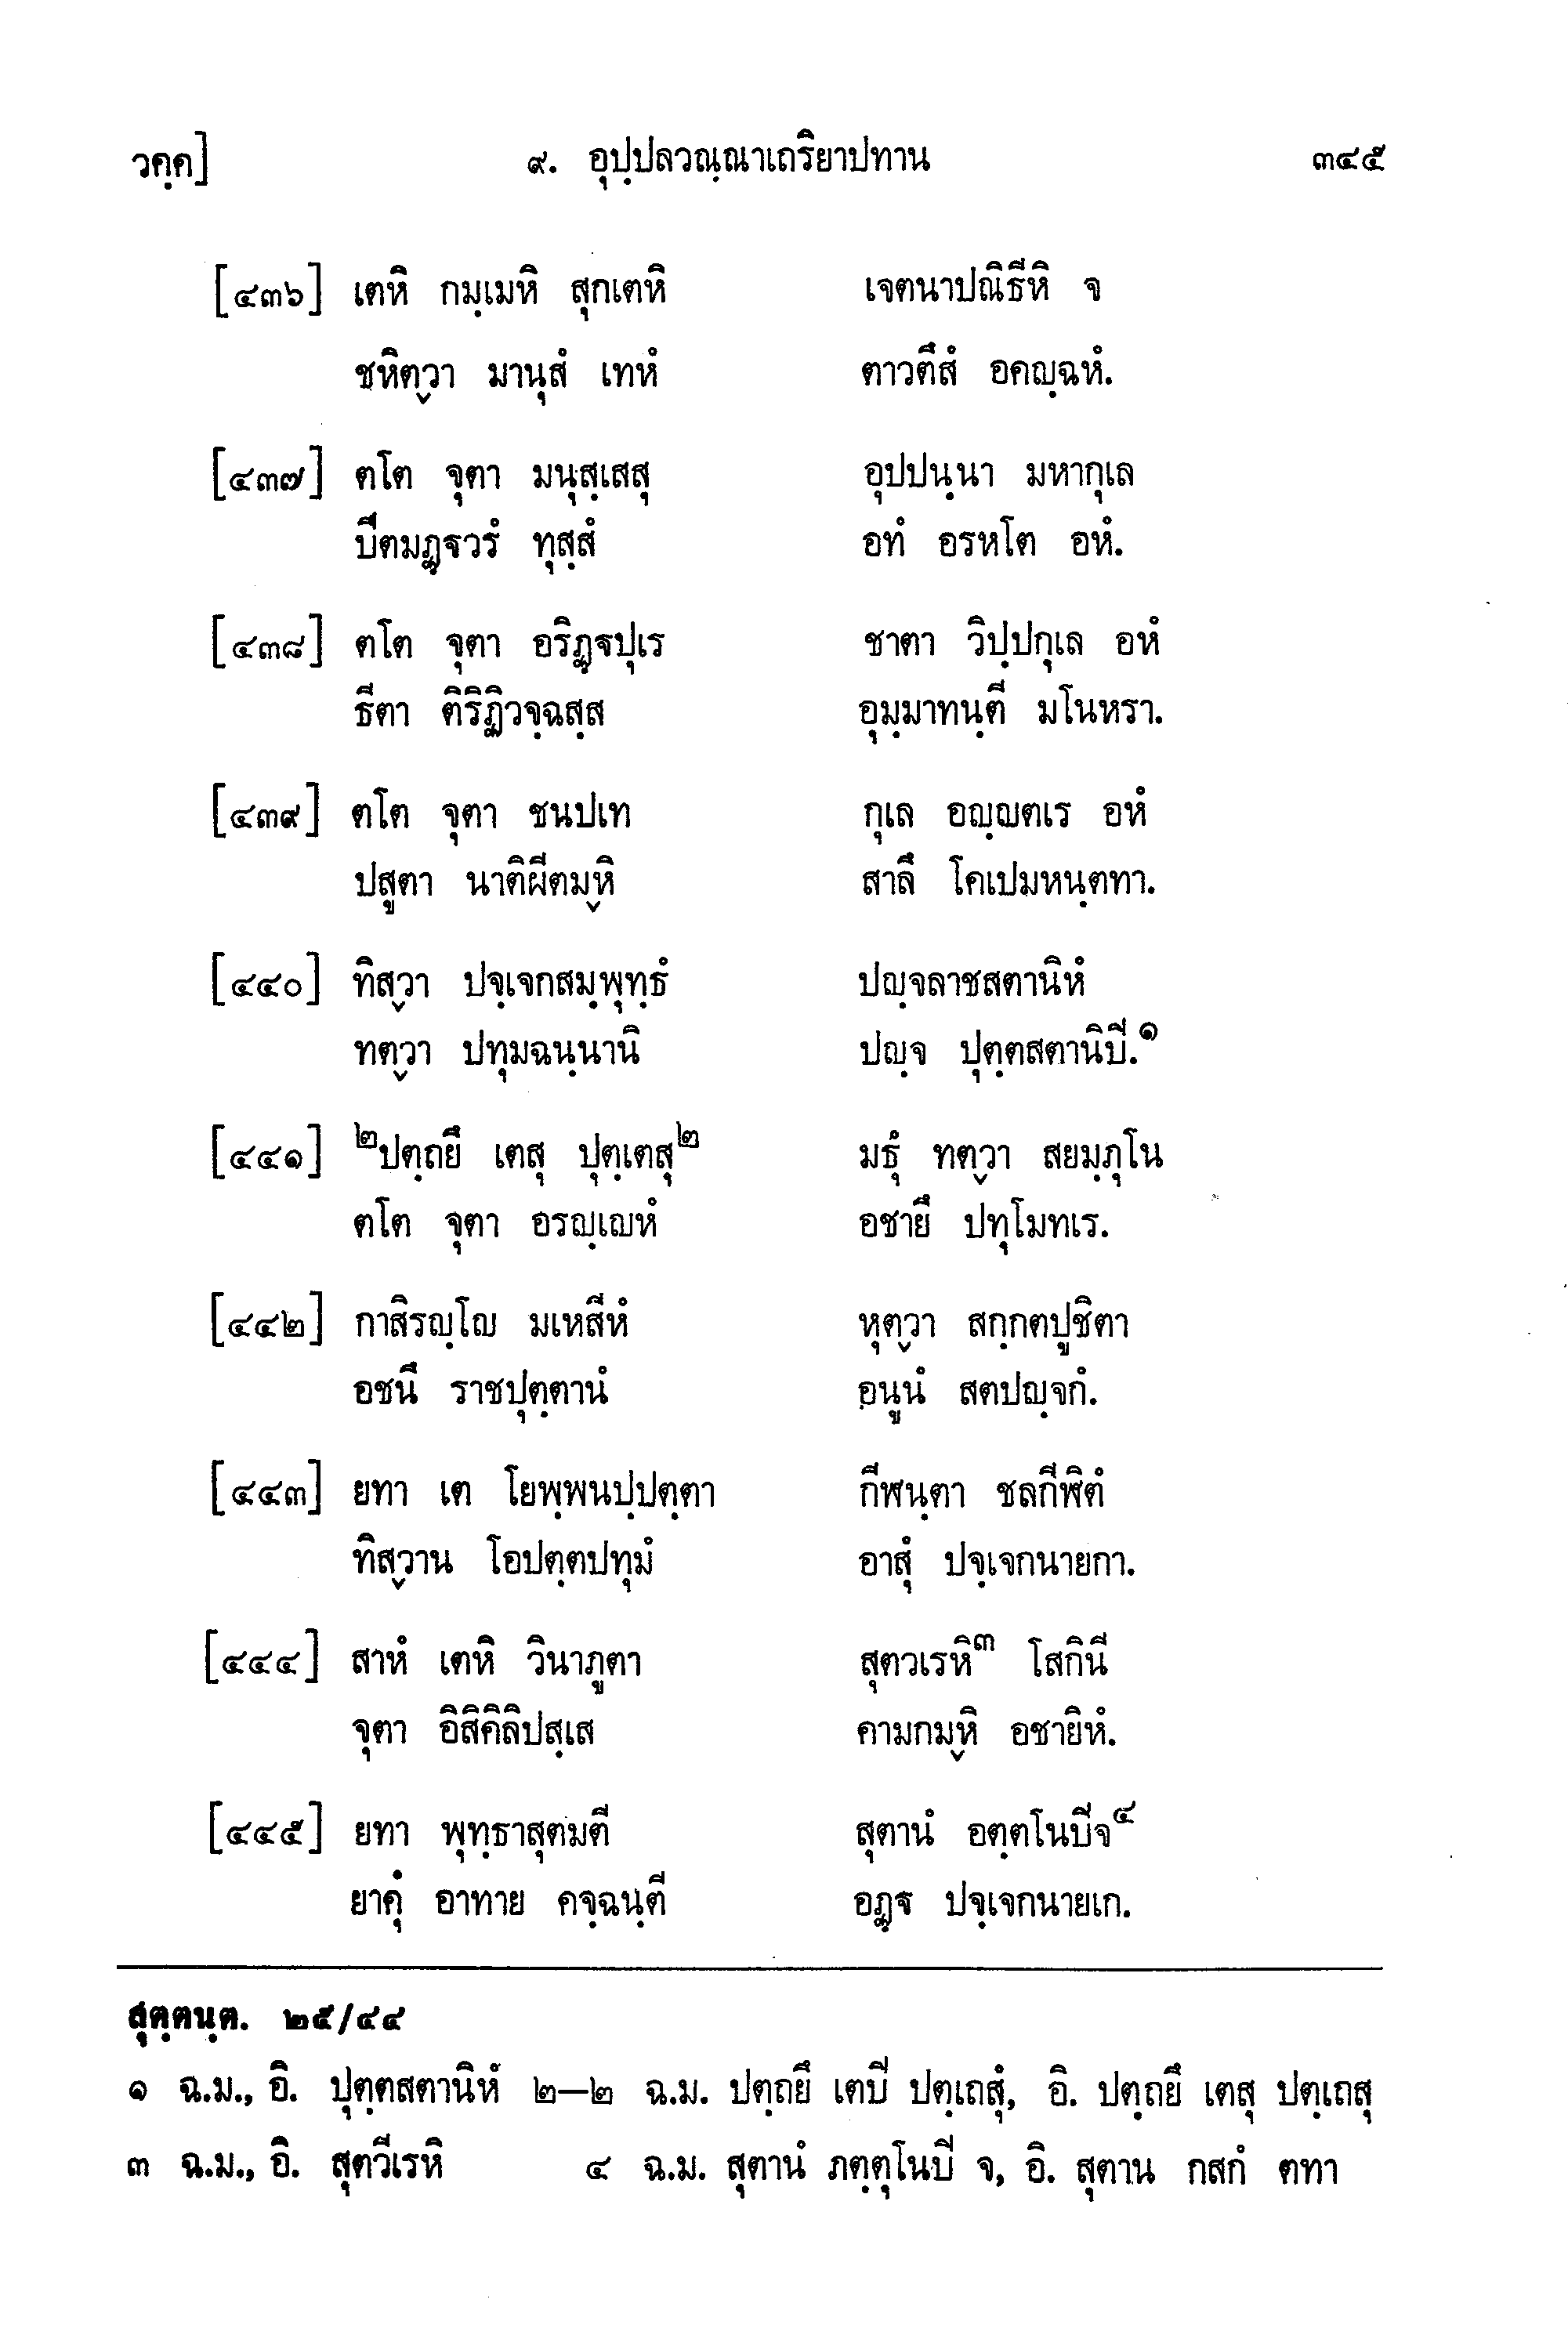 วคฺค] ๙. อุปฺปลวณฺณาเถริยาปทาน ๓๔๕
[๔๓๖] เตหิ กมฺเมหิ สุกเตหิ เจตนาปณิธีหิ จ
ชหิตฺวา มานุสํ เทหํ ตาวตึสํ อคญฺฉหํ.
[๔๓๗] ตโต จุตา มนุสฺเสสุ อุปปนฺนา มหากุเล
ปีตมฏฺฐวรํ ทุสฺสํ อทํ อรหโต อหํ.
[๔๓๘] ตโต จุตา อริฏฺฐปุเร ชาตา วิปฺปกุเล อหํ
ธีตา ติริฏิวจฺฉสฺส อุมฺมาทนฺตี มโนหรา.
[๔๓๙] ตโต จุตา ชนปเท กุเล อญฺญตเร อหํ
ปสูตา นาติผีตมฺหิ สาลึ โคเปมหนฺตทา.
[๔๔๐] ทิสฺวา ปจฺเจกสมฺพุทฺธํ ปญฺจลาชสตานิหํ
ทตฺวา ปทุมฉนฺนานิ ปญฺจ ปุตฺตสตานิปี.๑
[๔๔๑] ๒ปตฺถยึ เตสุ ปุตฺเตสุ๒ มธุํ ทตฺวา สยมฺภุโน
ตโต จุตา อรญฺเญหํ อชายึ ปทุโมทเร.
[๔๔๒] กาสิรญฺโญ มเหสีหํ หุตฺวา สกฺกตปูชิตา
อชนึ ราชปุตฺตานํ อนูนํ สตปญฺจกํ.
[๔๔๓] ยทา เต โยพฺพนปฺปตฺตา กีฬนฺตา ชลกีฬิตํ
ทิสฺวาน โอปตฺตปทุมํ อาสุํ ปจฺเจกนายกา.
[๔๔๔] สาหํ เตหิ วินาภูตา สุตวเรหิ๓ โสกินี
จุตา อิสิคิลิปสฺเส คามกมฺหิ อชายิหํ.
[๔๔๕] ยทา พุทฺธาสุตมตี สุตานํ อตฺตโนปีจ๔
ยาคุํ อาทาย คจฺฉนฺตี อฏฺฐ ปจฺเจกนายเก.
สุตฺตนฺต. ๒๕/๔๔
๑ ฉ.ม., อิ. ปุตฺตสตานิหํ ๒–๒ ฉ.ม. ปตฺถยึ เตปี ปตฺเถสุํ, อิ. ปตฺถยึ เตสุ ปตฺเถสุ
๓ ฉ.ม., อิ. สุตวีเรหิ ๔ ฉ.ม. สุตานํ ภตฺตุโนปี จ, อิ. สุตาน กสกํ ตทา